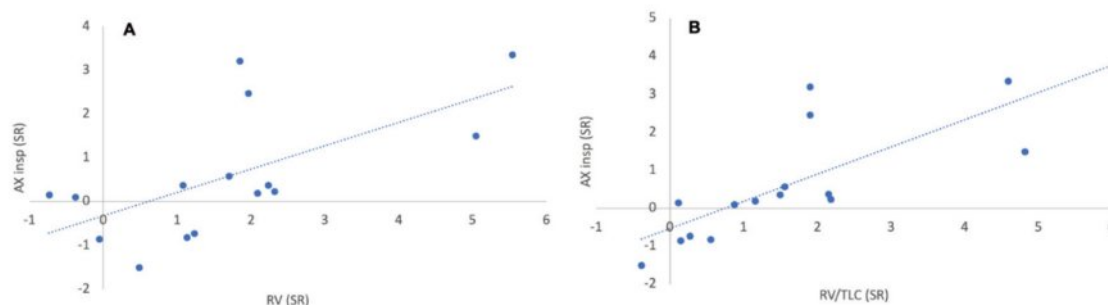 A
4
3
2
1
0
-1
-2
AX insp (SR)
-1 0 1 2 3 4 5 6
RV (SR)
B
5
4
3
2
1
0
-1
-2
AX insp (SR)
-1 0 1 2 3 4 5
RV/TLC (SR)